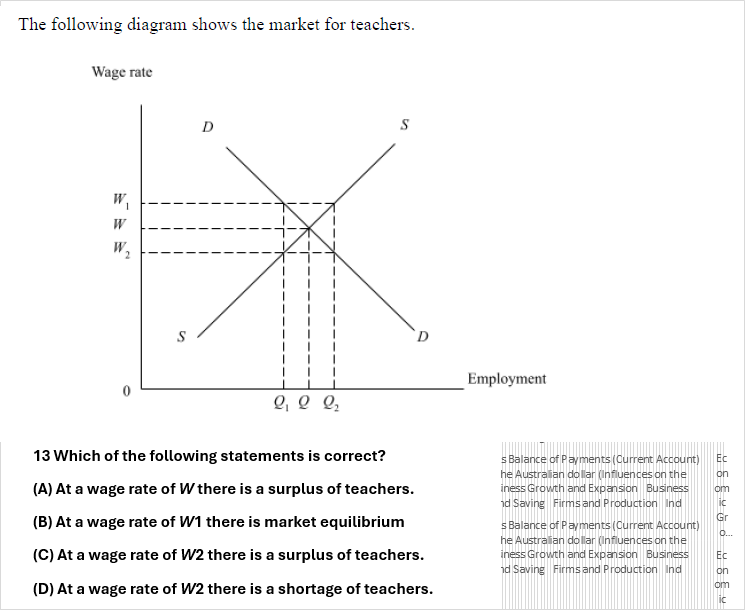 The following diagram shows the market for teachers.
Wage rate
D
S
W1
W
W2
S
D
0
Employment
Q1 Q Q2
13 Which of the following statements is correct?
(A) At a wage rate of W there is a surplus of teachers.
(B) At a wage rate of W1 there is market equilibrium
(C) At a wage rate of W2 there is a surplus of teachers.
(D) At a wage rate of W2 there is a shortage of teachers.
s Balance of Payments (Current Account)
he Australian dollar (Influences on the
iness Growth and Expansion Business
nd Saving Firms and Production Ind
s Balance of Payments (Current Account)
he Australian dollar (Influences on the
iness Growth and Expansion Business
nd Saving Firms and Production Ind
Ec
on
om
ic
Gr
o...
Ec
on
om
ic